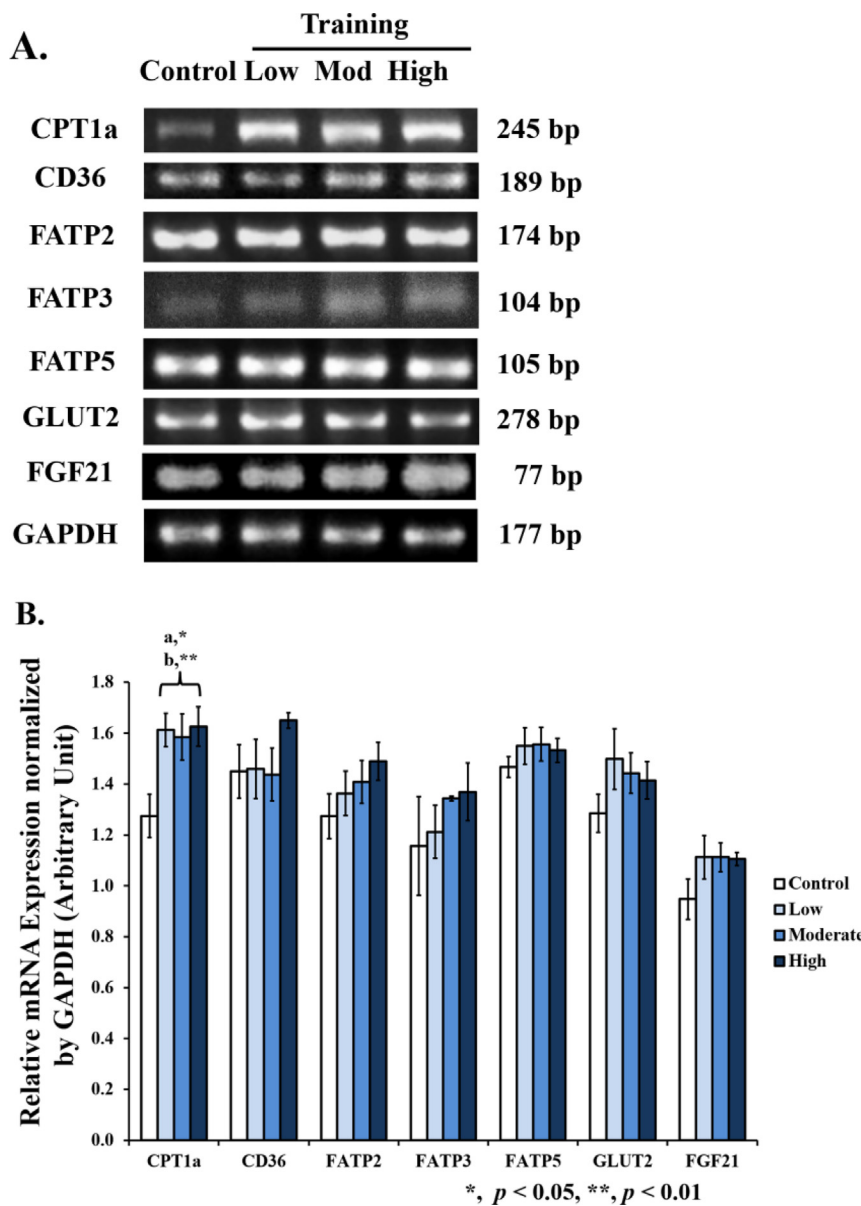 A.
Training
Control Low Mod High
CPT1a 245 bp
CD36 189 bp
FATP2 174 bp
FATP3 104 bp
FATP5 105 bp
GLUT2 278 bp
FGF21 77 bp
GAPDH 177 bp
B.
a,*
b,**
Relative mRNA Expression normalized
by GAPDH (Arbitrary Unit)
1.8
1.6
1.4
1.2
1.0
0.8
0.6
0.4
0.2
0.0
Control
Low
Moderate
High
CPT1a CD36 FATP2 FATP3 FATP5 GLUT2 FGF21
*, p < 0.05, **, p < 0.01